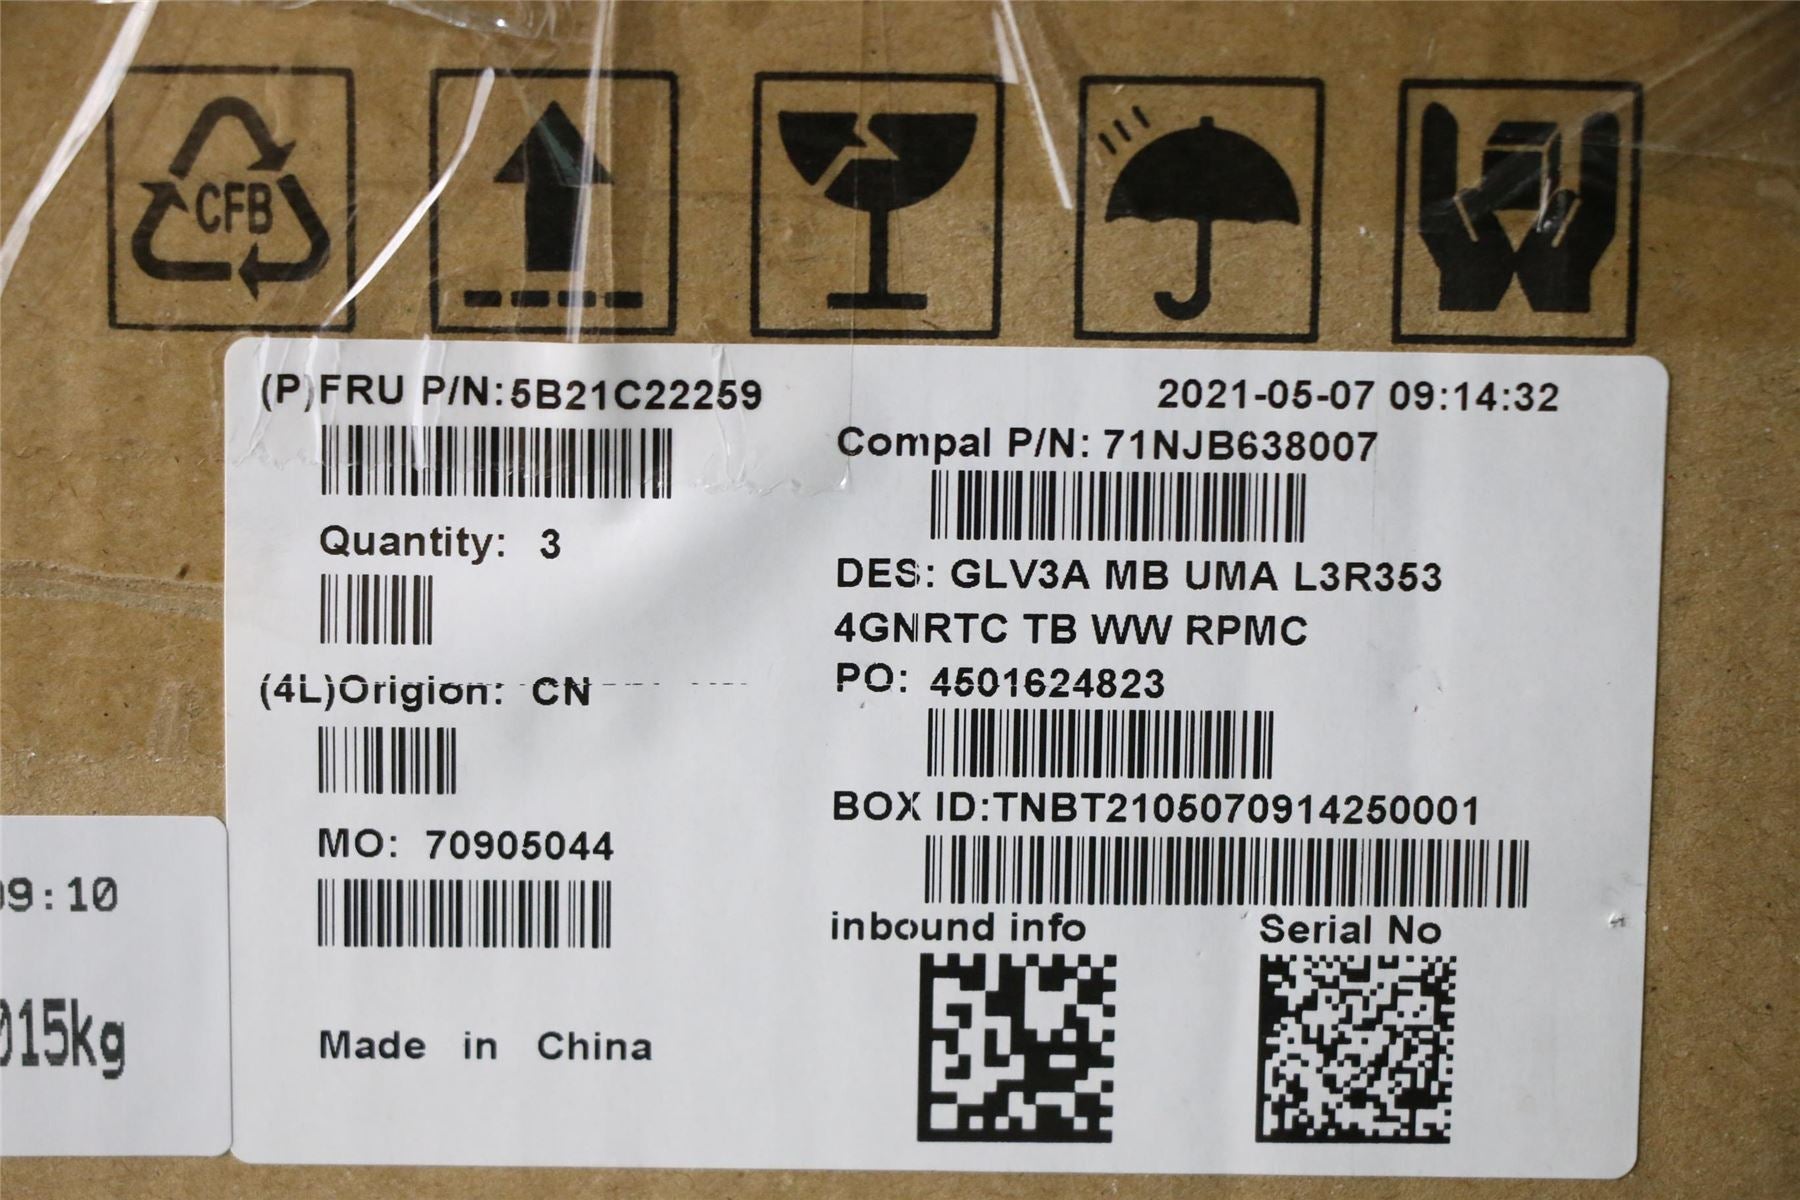 CFB
(P)FRU P/N:5B21C22259
2021-05-07 09:14:32
Compal P/N: 71NJB638007
Quantity: 3
DES: GLV3A MB UMA L3R353
4GNRTC TB WW RPMC
(4L)Origion: CN
PO: 4501624823
MO: 70905044
BOX ID:TNBT2105070914250001
inbound info
Serial No
Made in China
09:10
015kg